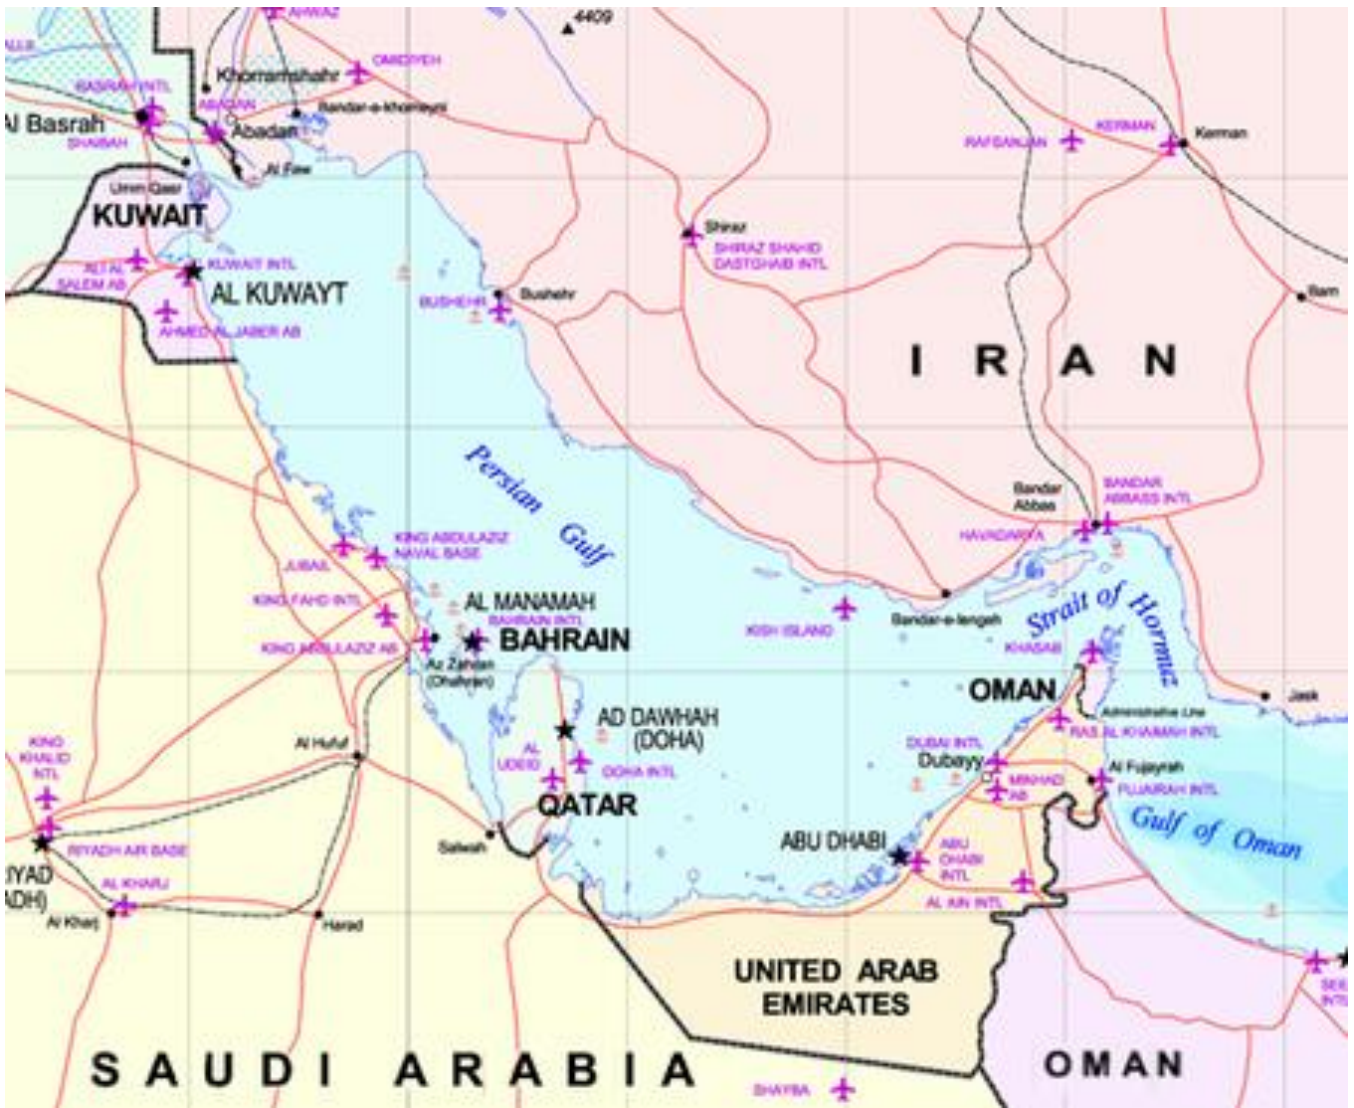 AHWAZ
4409
OMIDIYEH
Khorramshahr
BASRAH INTL
ABADAN
Bandar-e-khomeyni
Al Basrah
Abadan
SHAIBAH
Al Faw
Umm Qasr
KUWAIT
KUWAIT INTL
ALI AL
SALEM AB
AL KUWAYT
AHMED AL JABER AB
RAFSANJAN
KERMAN
Kerman
Shiraz
SHIRAZ SHAHID
DASTGHAIB INTL
Bushehr
BUSHEHR
Bam
IRAN
Persian Gulf
Bandar
Abbas
BANDAR
ABBASS INTL
HAVADARYA
KING ABDULAZIZ
NAVAL BASE
JUBAIL
KING FAHD INTL
AL MANAMAH
BAHRAIN INTL
BAHRAIN
KING ABDULAZIZ AB
Az Zahran
(Dhahran)
KISH ISLAND
Bandar-e-lengeh
Strait of Hormuz
KHASAB
OMAN
Jask
Administrative Line
RAS AL KHAIMAH INTL
AD DAWHAH
(DOHA)
AL
UDEID
DOHA INTL
QATAR
KING
KHALID
INTL
Al Hufuf
DUBAI INTL
Dubayy
MINHAD
AB
Al Fujayrah
FUJAIRAH INTL
Gulf of Oman
Salwah
RIYADH AIR BASE
ABU DHABI
ABU
DHABI
INTL
AL AIN INTL
AL KHARJ
Al Kharj
Harad
UNITED ARAB
EMIRATES
SEE
INTL
SAUDI ARABIA
OMAN
SHAYBA